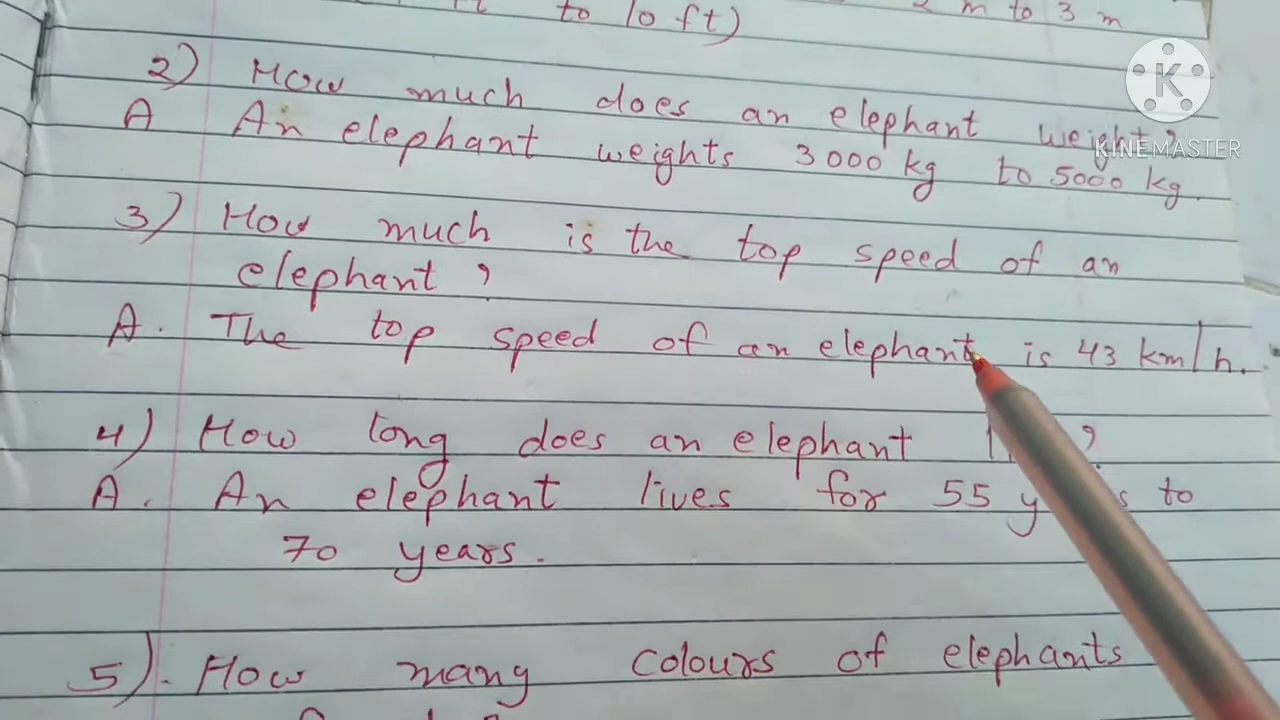 to 10 ft) 2 m to 3 m
2) How much does an elephant weight?
A An elephant weights 3000 kg to 5000 kg.
3) How much is the top speed of an
elephant?
A. The top speed of an elephant is 43 km/h.
4) How long does an elephant ?
A. An elephant lives for 55 to
70 years.
5). How many colours of elephants
K
KINEMASTER